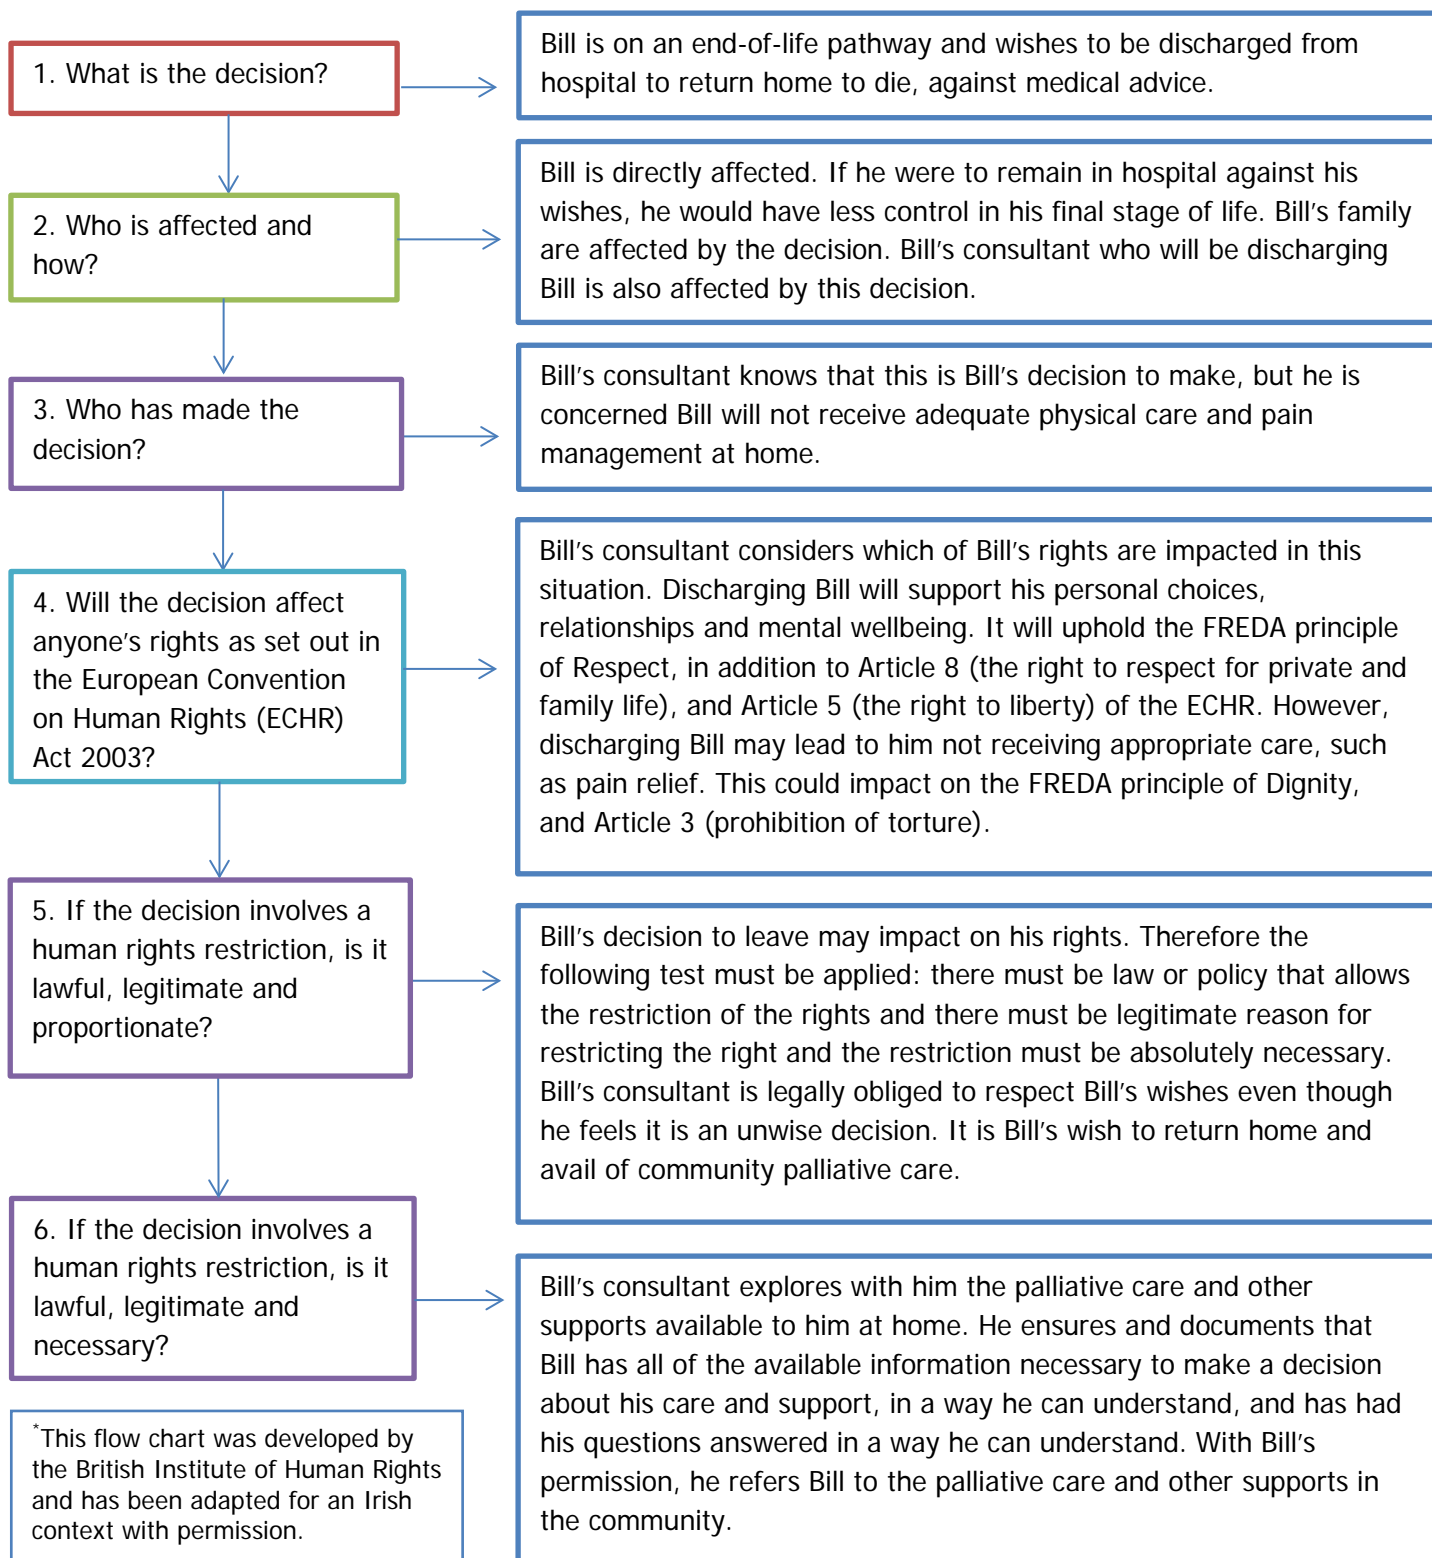 1. What is the decision?
Bill is on an end-of-life pathway and wishes to be discharged from
hospital to return home to die, against medical advice.
2. Who is affected and
how?
Bill is directly affected. If he were to remain in hospital against his
wishes, he would have less control in his final stage of life. Bill's family
are affected by the decision. Bill's consultant who will be discharging
Bill is also affected by this decision.
3. Who has made the
decision?
Bill's consultant knows that this is Bill's decision to make, but he is
concerned Bill will not receive adequate physical care and pain
management at home.
4. Will the decision affect
anyone's rights as set out in
the European Convention
on Human Rights (ECHR)
Act 2003?
Bill's consultant considers which of Bill's rights are impacted in this
situation. Discharging Bill will support his personal choices,
relationships and mental wellbeing. It will uphold the FREDA principle
of Respect, in addition to Article 8 (the right to respect for private and
family life), and Article 5 (the right to liberty) of the ECHR. However,
discharging Bill may lead to him not receiving appropriate care, such
as pain relief. This could impact on the FREDA principle of Dignity,
and Article 3 (prohibition of torture).
5. If the decision involves a
human rights restriction, is it
lawful, legitimate and
proportionate?
Bill's decision to leave may impact on his rights. Therefore the
following test must be applied: there must be law or policy that allows
the restriction of the rights and there must be legitimate reason for
restricting the right and the restriction must be absolutely necessary.
Bill's consultant is legally obliged to respect Bill's wishes even though
he feels it is an unwise decision. It is Bill's wish to return home and
avail of community palliative care.
6. If the decision involves a
human rights restriction, is it
lawful, legitimate and
necessary?
Bill's consultant explores with him the palliative care and other
supports available to him at home. He ensures and documents that
Bill has all of the available information necessary to make a decision
about his care and support, in a way he can understand, and has had
his questions answered in a way he can understand. With Bill's
permission, he refers Bill to the palliative care and other supports in
the community.
*This flow chart was developed by
the British Institute of Human Rights
and has been adapted for an Irish
context with permission.